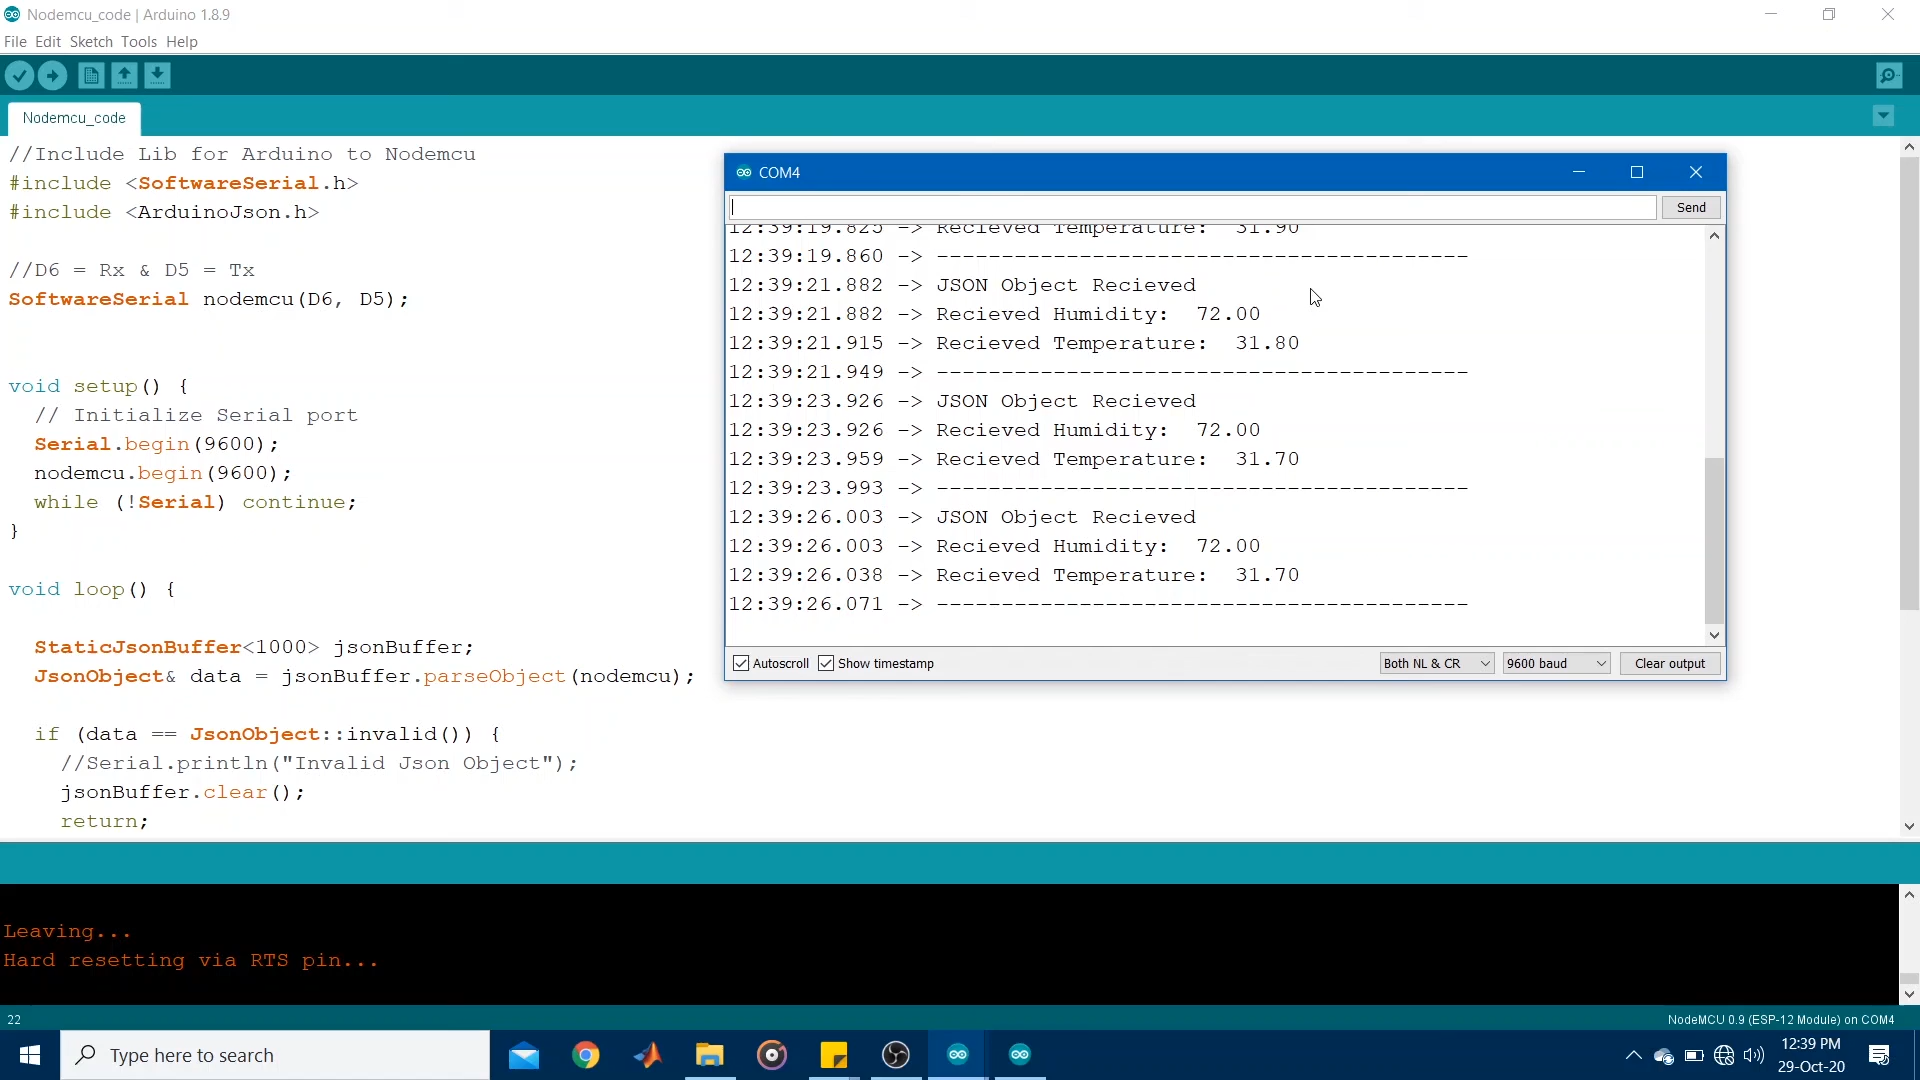 Nodemcu_code | Arduino 1.8.9
File Edit Sketch Tools Help
Nodemcu_code
//Include Lib for Arduino to Nodemcu
#include <SoftwareSerial.h>
#include <ArduinoJson.h>
//D6 = Rx & D5 = Tx
SoftwareSerial nodemcu(D6, D5);
void setup() {
// Initialize Serial port
Serial.begin(9600);
nodemcu.begin(9600);
while (!Serial) continue;
}
void loop() {
StaticJsonBuffer<1000> jsonBuffer;
JsonObject& data = jsonBuffer.parseObject(nodemcu);
if (data == JsonObject::invalid()) {
//Serial.println("Invalid Json Object");
jsonBuffer.clear();
return;
COM4
Send
12:39:19.825 -> Recieved Temperature: 31.90
12:39:19.860 -> -----------------------------------------
12:39:21.882 -> JSON Object Recieved
12:39:21.882 -> Recieved Humidity: 72.00
12:39:21.915 -> Recieved Temperature: 31.80
12:39:21.949 -> -----------------------------------------
12:39:23.926 -> JSON Object Recieved
12:39:23.926 -> Recieved Humidity: 72.00
12:39:23.959 -> Recieved Temperature: 31.70
12:39:23.993 -> -----------------------------------------
12:39:26.003 -> JSON Object Recieved
12:39:26.003 -> Recieved Humidity: 72.00
12:39:26.038 -> Recieved Temperature: 31.70
12:39:26.071 -> -----------------------------------------
Autoscroll Show timestamp Both NL & CR 9600 baud Clear output
Leaving...
Hard resetting via RTS pin...
22 NodeMCU 0.9 (ESP-12 Module) on COM4
Type here to search
12:39 PM
29-Oct-20